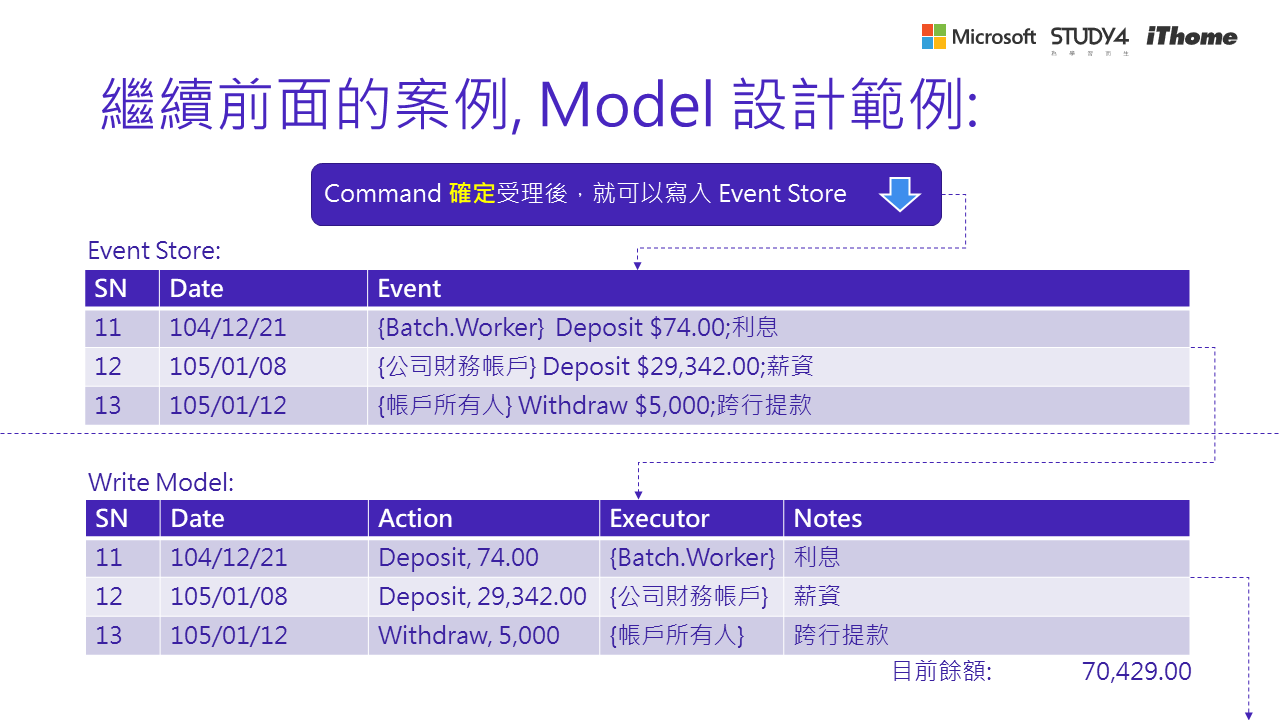 Microsoft STUDY4 iThome
為學習而生
繼續前面的案例, Model 設計範例:
Command 確定受理後，就可以寫入 Event Store
Event Store:
SN Date Event
11 104/12/21 {Batch.Worker} Deposit $74.00;利息
12 105/01/08 {公司財務帳戶} Deposit $29,342.00;薪資
13 105/01/12 {帳戶所有人} Withdraw $5,000;跨行提款
Write Model:
SN Date Action Executor Notes
11 104/12/21 Deposit, 74.00 {Batch.Worker} 利息
12 105/01/08 Deposit, 29,342.00 {公司財務帳戶} 薪資
13 105/01/12 Withdraw, 5,000 {帳戶所有人} 跨行提款
目前餘額: 70,429.00